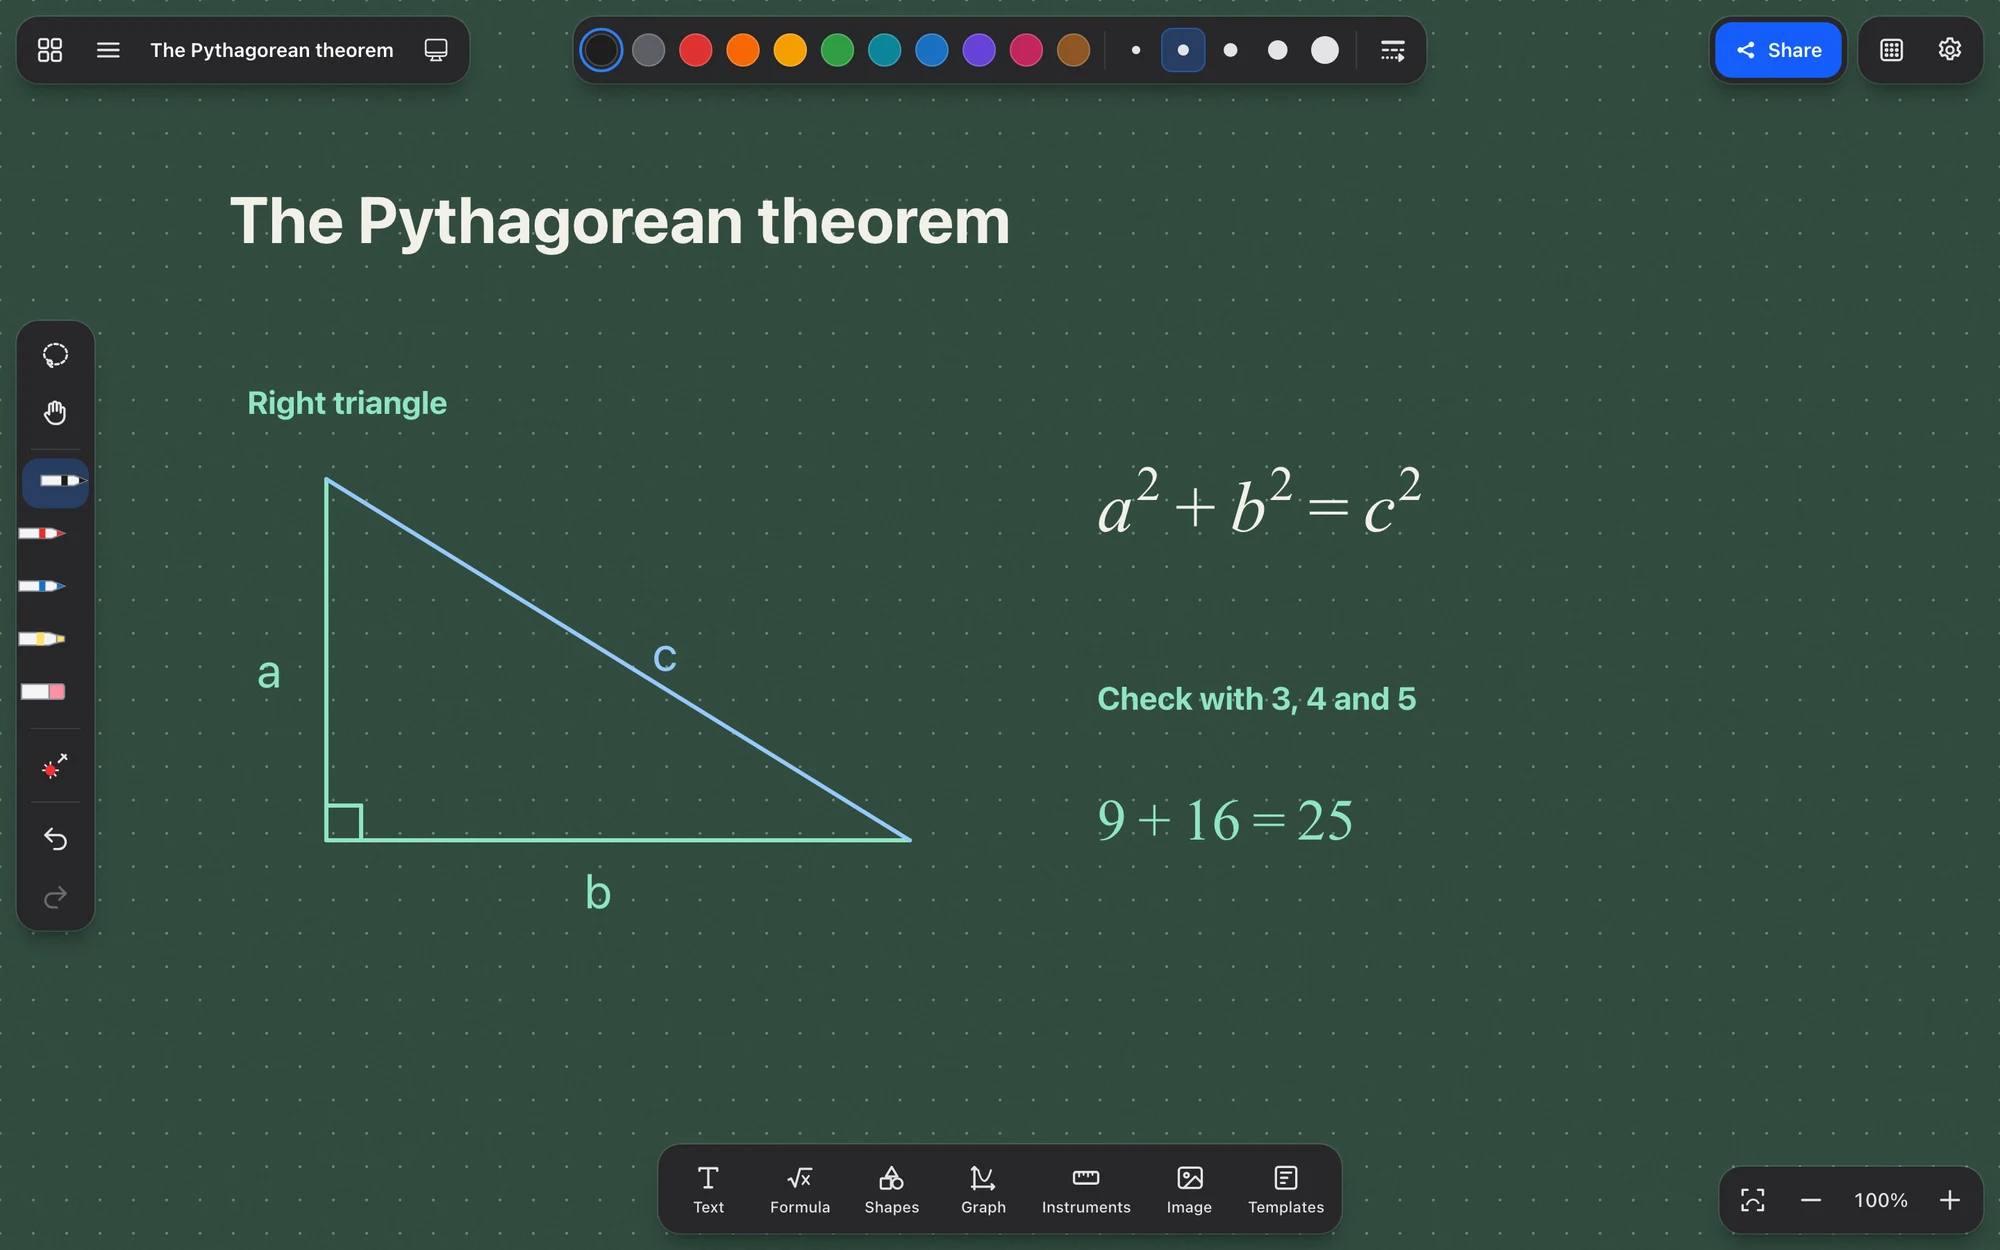 The Pythagorean theorem
Share
The Pythagorean theorem
Right triangle
a
c
b
a² + b² = c²
Check with 3, 4 and 5
9 + 16 = 25
Text
Formula
Shapes
Graph
Instruments
Image
Templates
100%